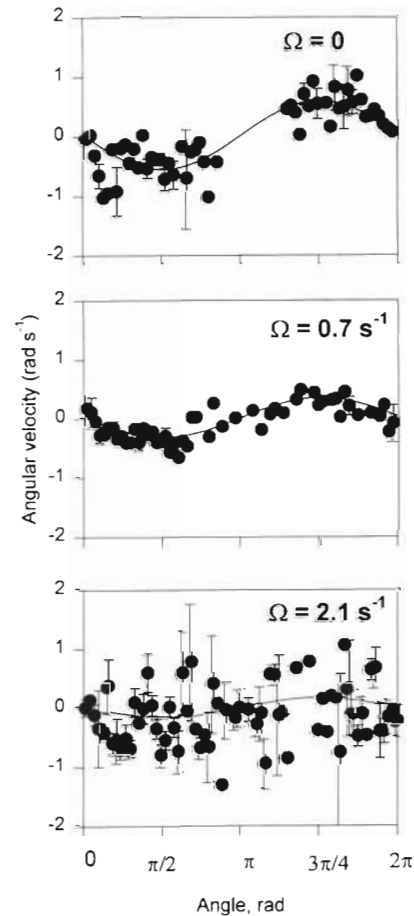 2
Ω = 0
1
0
-1
-2
2
Ω = 0.7 s⁻¹
1
0
-1
-2
2
Ω = 2.1 s⁻¹
1
0
-1
-2
0 π/2 π 3π/4 2π
Angle, rad
Angular velocity (rad s⁻¹)